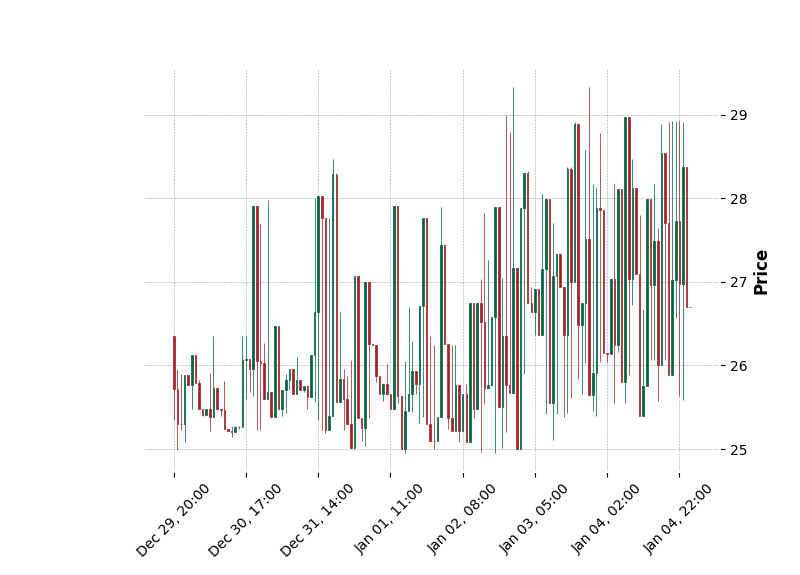 29
28
27
26
25
Price
Dec 29, 20:00
Dec 30, 17:00
Dec 31, 14:00
Jan 01, 11:00
Jan 02, 08:00
Jan 03, 05:00
Jan 04, 02:00
Jan 04, 22:00